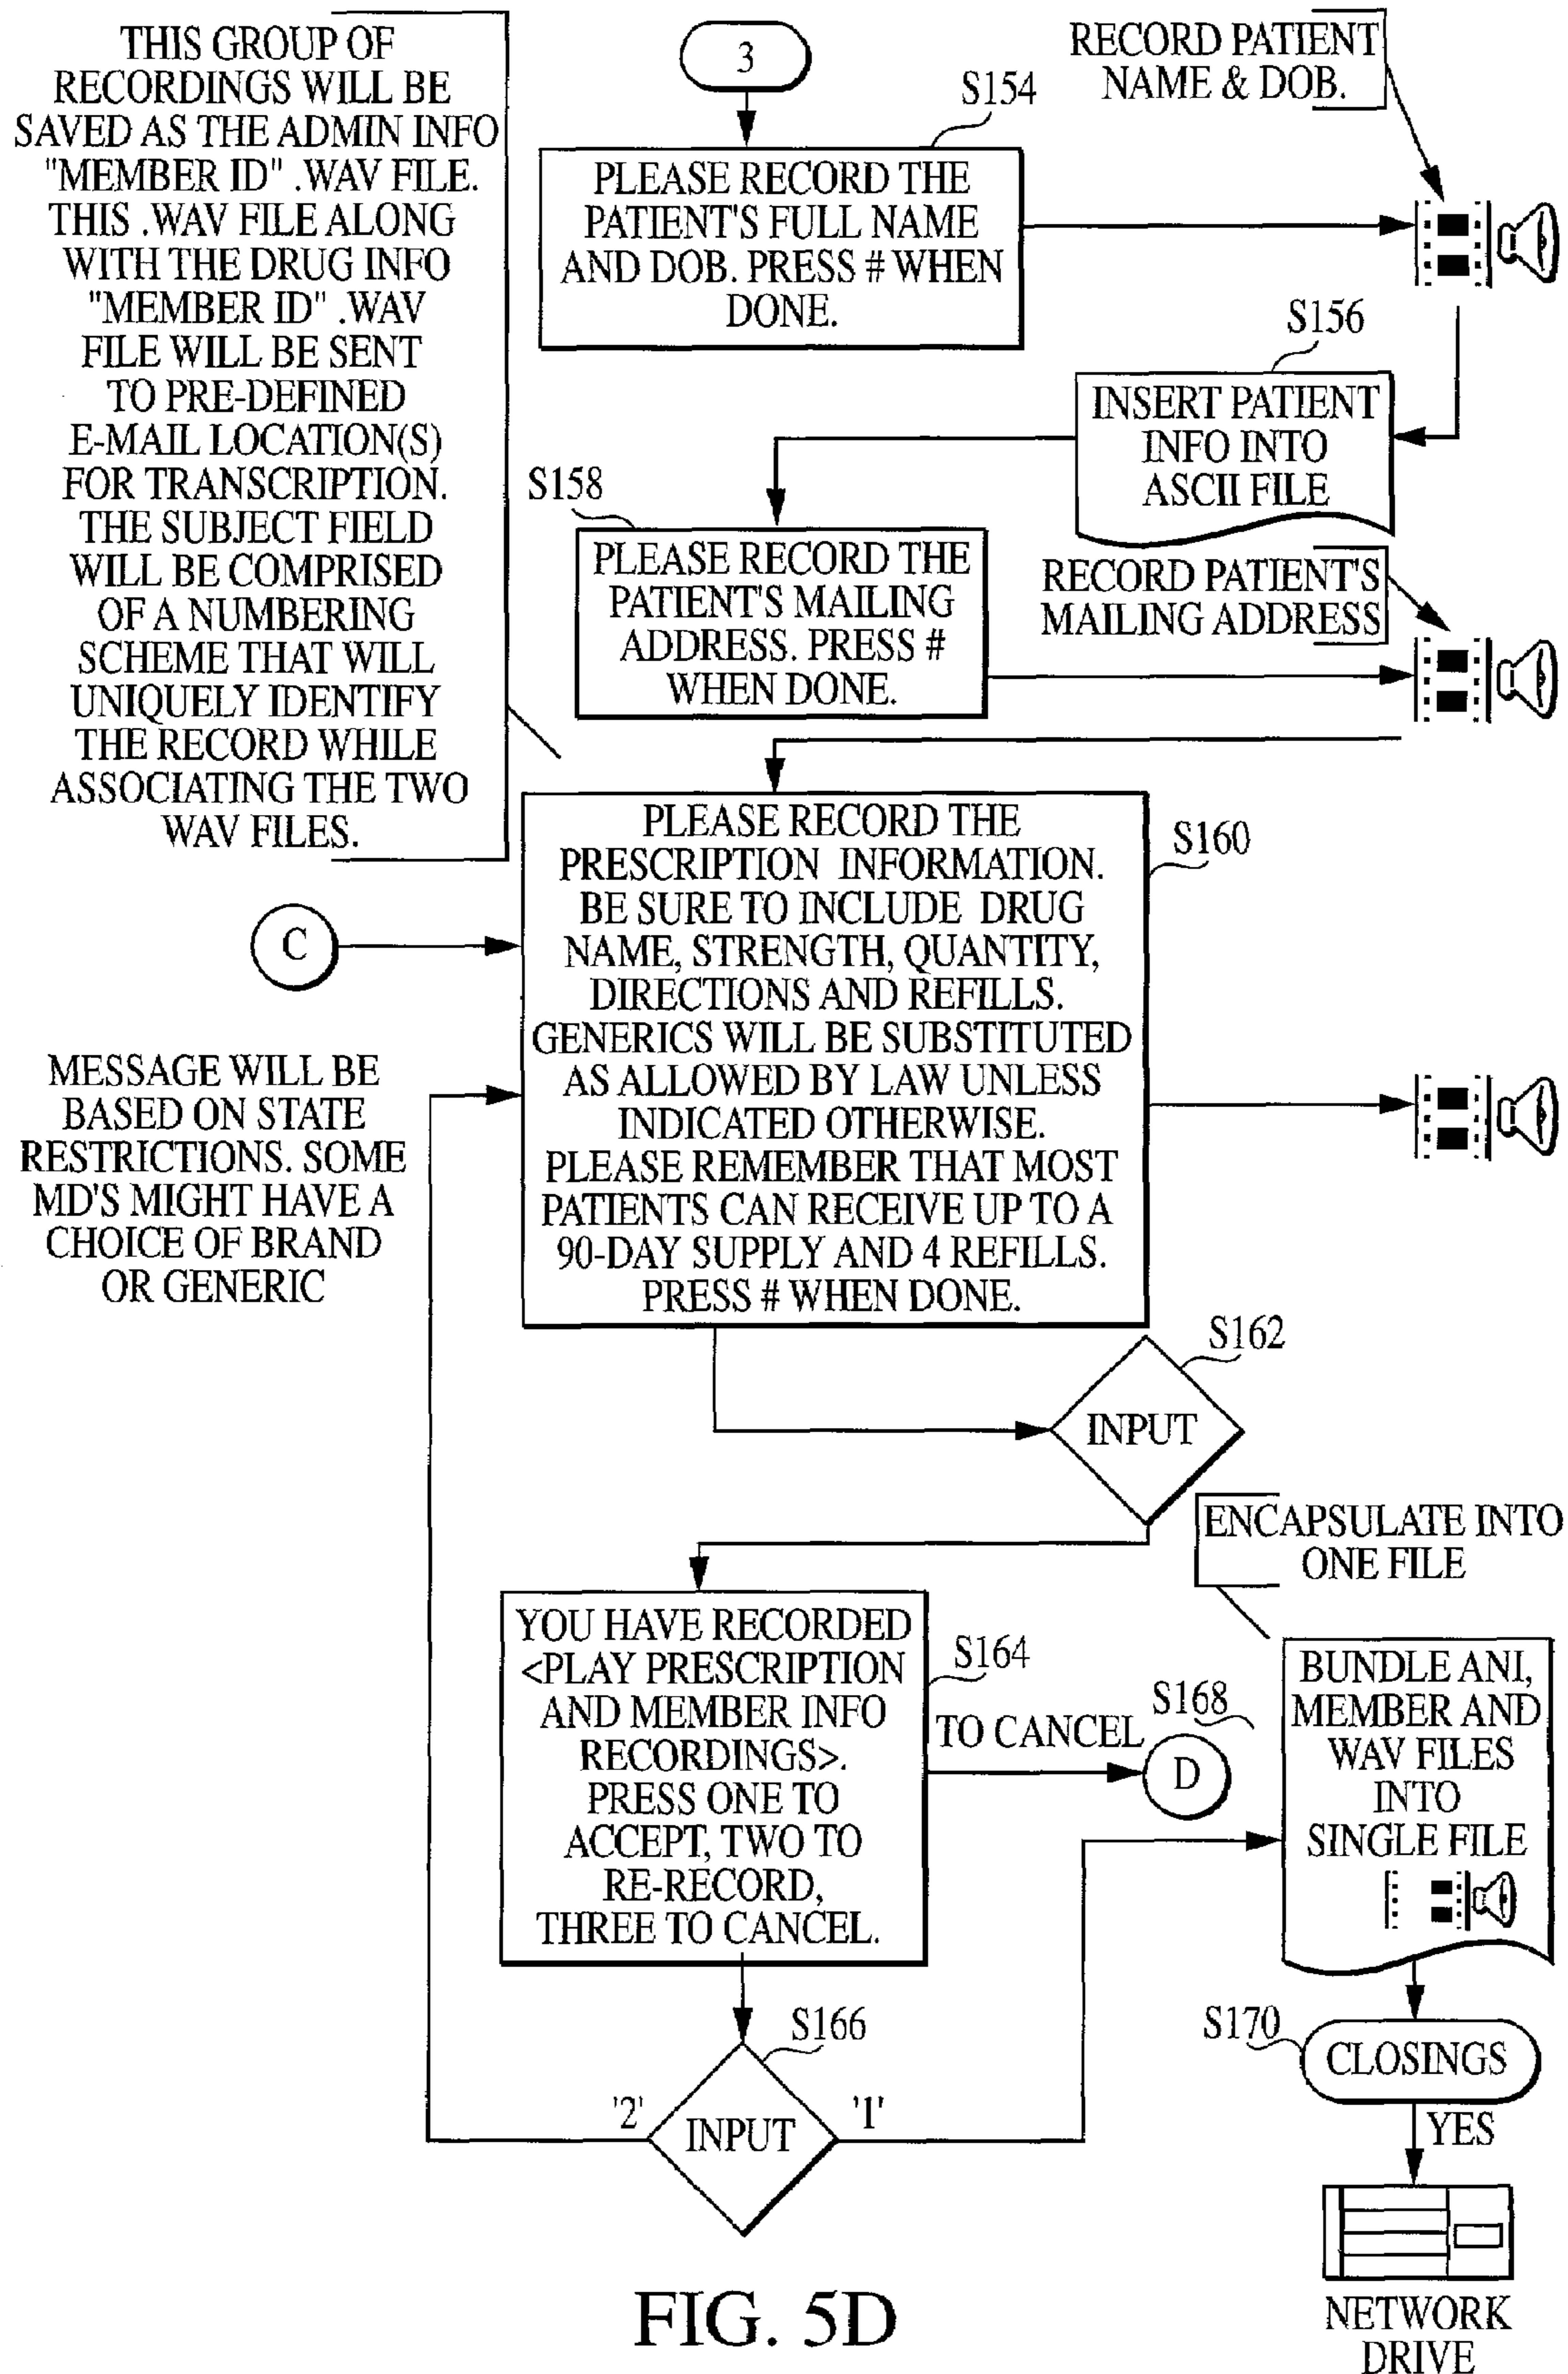 THIS GROUP OF
RECORDINGS WILL BE
SAVED AS THE ADMIN INFO
"MEMBER ID" .WAV FILE.
THIS .WAV FILE ALONG
WITH THE DRUG INFO
"MEMBER ID" .WAV
FILE WILL BE SENT
TO PRE-DEFINED
E-MAIL LOCATION(S)
FOR TRANSCRIPTION.
THE SUBJECT FIELD
WILL BE COMPRISED
OF A NUMBERING
SCHEME THAT WILL
UNIQUELY IDENTIFY
THE RECORD WHILE
ASSOCIATING THE TWO
WAV FILES.
3
RECORD PATIENT
NAME & DOB.
S154
PLEASE RECORD THE
PATIENT'S FULL NAME
AND DOB. PRESS # WHEN
DONE.
S156
INSERT PATIENT
INFO INTO
ASCII FILE
S158
PLEASE RECORD THE
PATIENT'S MAILING
ADDRESS. PRESS #
WHEN DONE.
RECORD PATIENT'S
MAILING ADDRESS
S160
PLEASE RECORD THE
PRESCRIPTION INFORMATION.
BE SURE TO INCLUDE DRUG
NAME, STRENGTH, QUANTITY,
DIRECTIONS AND REFILLS.
GENERICS WILL BE SUBSTITUTED
AS ALLOWED BY LAW UNLESS
INDICATED OTHERWISE.
PLEASE REMEMBER THAT MOST
PATIENTS CAN RECEIVE UP TO A
90-DAY SUPPLY AND 4 REFILLS.
PRESS # WHEN DONE.
C
MESSAGE WILL BE
BASED ON STATE
RESTRICTIONS. SOME
MD'S MIGHT HAVE A
CHOICE OF BRAND
OR GENERIC
S162
INPUT
ENCAPSULATE INTO
ONE FILE
YOU HAVE RECORDED
<PLAY PRESCRIPTION
AND MEMBER INFO
RECORDINGS>.
PRESS ONE TO
ACCEPT, TWO TO
RE-RECORD,
THREE TO CANCEL.
S164
TO CANCEL
D
S168
BUNDLE ANI,
MEMBER AND
WAV FILES
INTO
SINGLE FILE
S166
'2'
INPUT
'1'
S170
CLOSINGS
YES
NETWORK
DRIVE
FIG. 5D